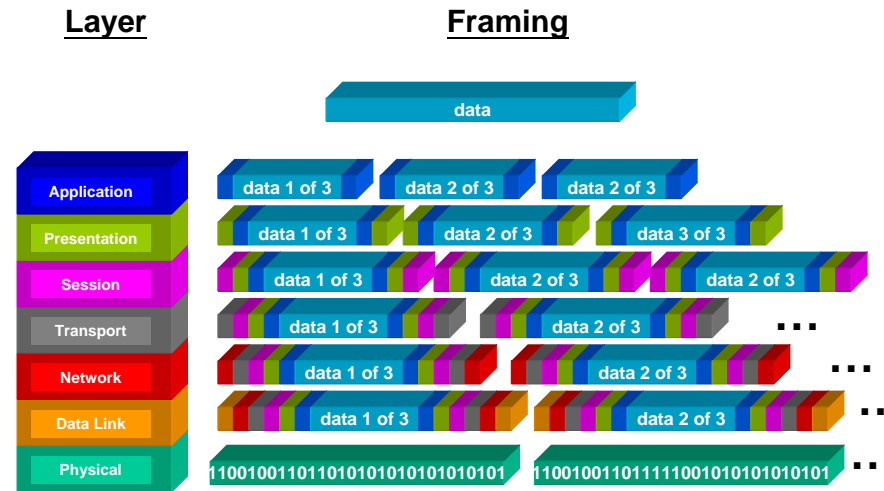 Layer Framing
data
Application data 1 of 3 data 2 of 3 data 2 of 3
Presentation data 1 of 3 data 2 of 3 data 3 of 3
Session data 1 of 3 data 2 of 3 data 2 of 3
Transport data 1 of 3 data 2 of 3 ...
Network data 1 of 3 data 2 of 3 ...
Data Link data 1 of 3 data 2 of 3 ..
Physical 1100100110110101010101010101 1100100110111110010101010101 ..